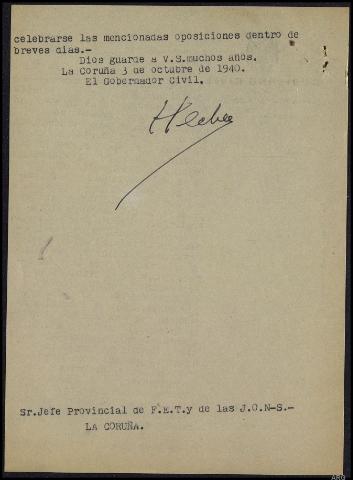 celebrarse las mencionadas oposiciones dentro de
breves dias.-
Dios guarde a V.S.muchos años.
La Coruña 3 de octubre de 1940.
El Gobernador Civil.
Sr.Jefe Provincial de F.E.T.y de las J.O.N-S.-
LA CORUÑA.
ARG